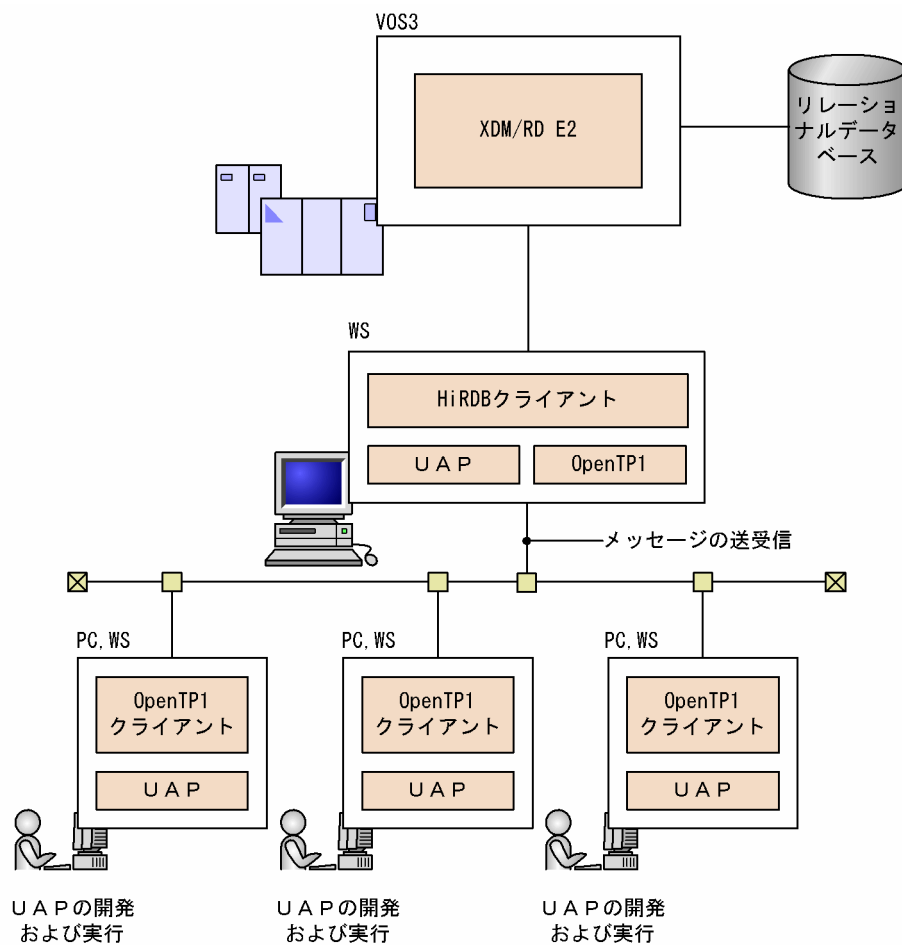 VOS3
XDM/RD E2
リレーショ
ナルデータ
ベース
WS
HiRDBクライアント
ＵＡＰ
OpenTP1
メッセージの送受信
PC,WS
PC,WS
PC,WS
OpenTP1
クライアント
OpenTP1
クライアント
OpenTP1
クライアント
ＵＡＰ
ＵＡＰ
ＵＡＰ
ＵＡＰの開発
および実行
ＵＡＰの開発
および実行
ＵＡＰの開発
および実行